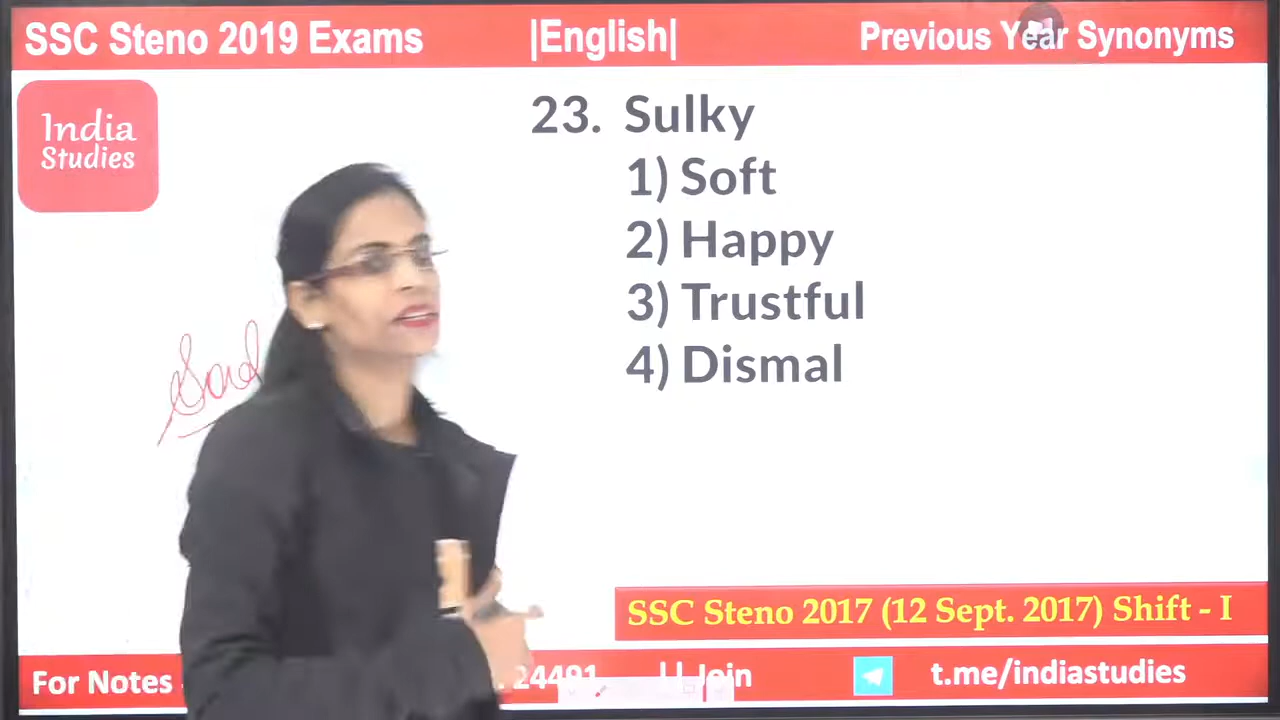 SSC Steno 2019 Exams |English| Previous Year Synonyms
India
Studies
23. Sulky
1) Soft
2) Happy
3) Trustful
4) Dismal
Sad
SSC Steno 2017 (12 Sept. 2017) Shift - I
For Notes 24491 || Join t.me/indiastudies